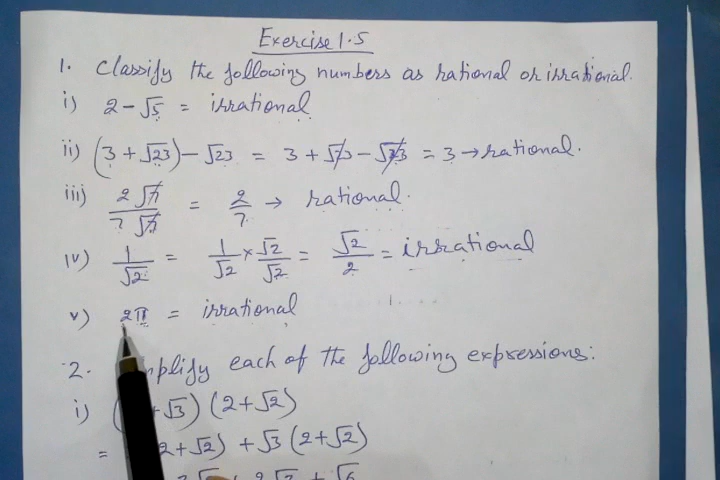 Exercise 1.5
1. Classify the following numbers as rational or irrational.
i) 2-√5 = irrational
ii) (3+√23)-√23 = 3+√23-√23 = 3→rational.
iii) 2√7/7√7 = 2/7 → rational.
iv) 1/√2 = 1/√2 × √2/√2 = √2/2 = irrational
v) 2π = irrational
2. plify each of the following expressions:
i) ( +√3)(2+√2)
= 2+√2) +√3(2+√2)